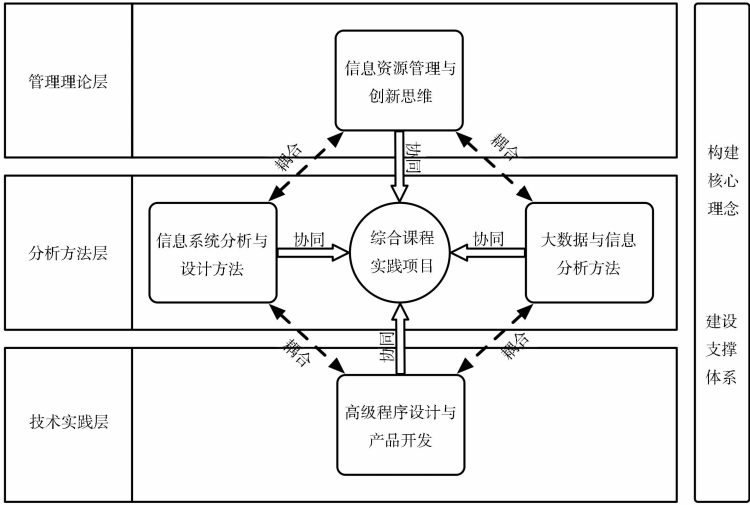 管理理论层
信息资源管理与
创新思维
耦合
协同
耦合
分析方法层
信息系统分析与
设计方法
协同
综合课程
实践项目
协同
大数据与信息
分析方法
耦合
协同
耦合
技术实践层
高级程序设计与
产品开发
构建
核心
理念
建设
支撑
体系